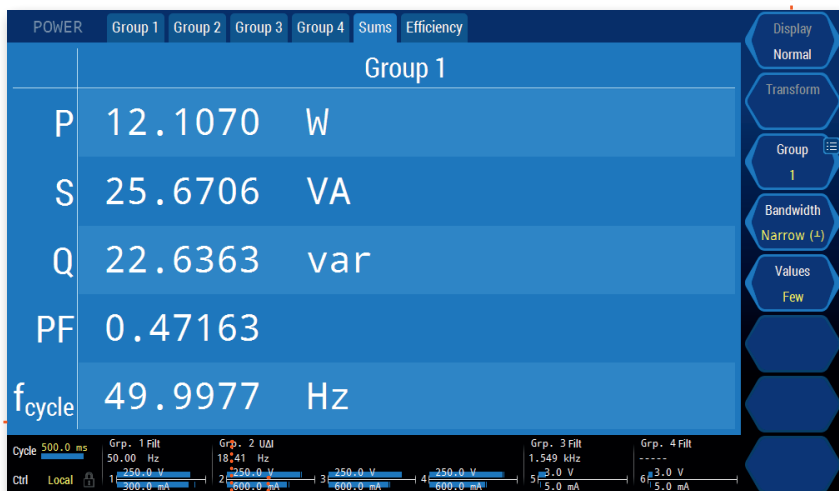 POWER Group 1 Group 2 Group 3 Group 4 Sums Efficiency
Display
Normal
Transform
Group
1
Bandwidth
Narrow (⊥)
Values
Few
Group 1
P 12.1070 W
S 25.6706 VA
Q 22.6363 var
PF 0.47163
fcycle 49.9977 Hz
Cycle 500.0 ms
Ctrl Local
Grp. 1 Filt
50.00 Hz
1 250.0 V
300.0 mA
Grp. 2 UΔI
18.41 Hz
2 250.0 V
600.0 mA
3 250.0 V
600.0 mA
4 250.0 V
600.0 mA
Grp. 3 Filt
1.549 kHz
5 3.0 V
5.0 mA
Grp. 4 Filt
-----
6 3.0 V
5.0 mA